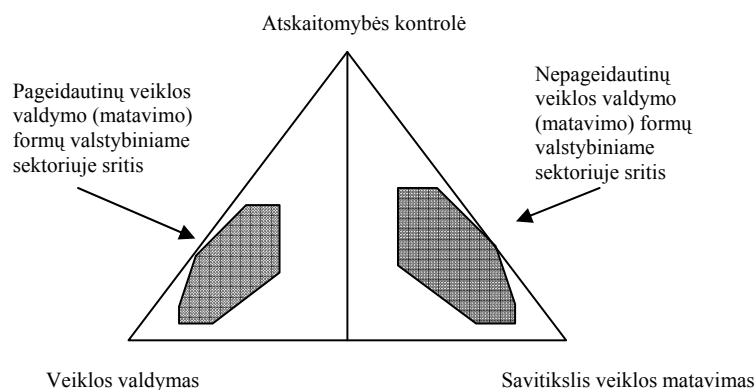 Atskaitomybės kontrolė
Pageidautinų veiklos
valdymo (matavimo)
formų valstybiniame
sektoriuje sritis
Nepageidautinų
veiklos valdymo
(matavimo) formų
valstybiniame
sektoriuje sritis
Veiklos valdymas
Savitikslis veiklos matavimas